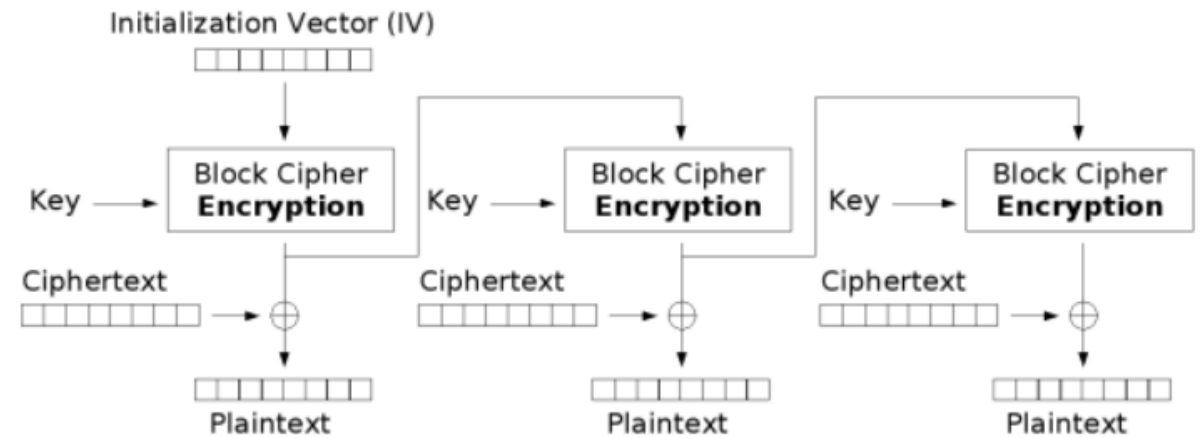 Initialization Vector (IV)
Key
Block Cipher
Encryption
Key
Block Cipher
Encryption
Key
Block Cipher
Encryption
Ciphertext
Ciphertext
Ciphertext
Plaintext
Plaintext
Plaintext